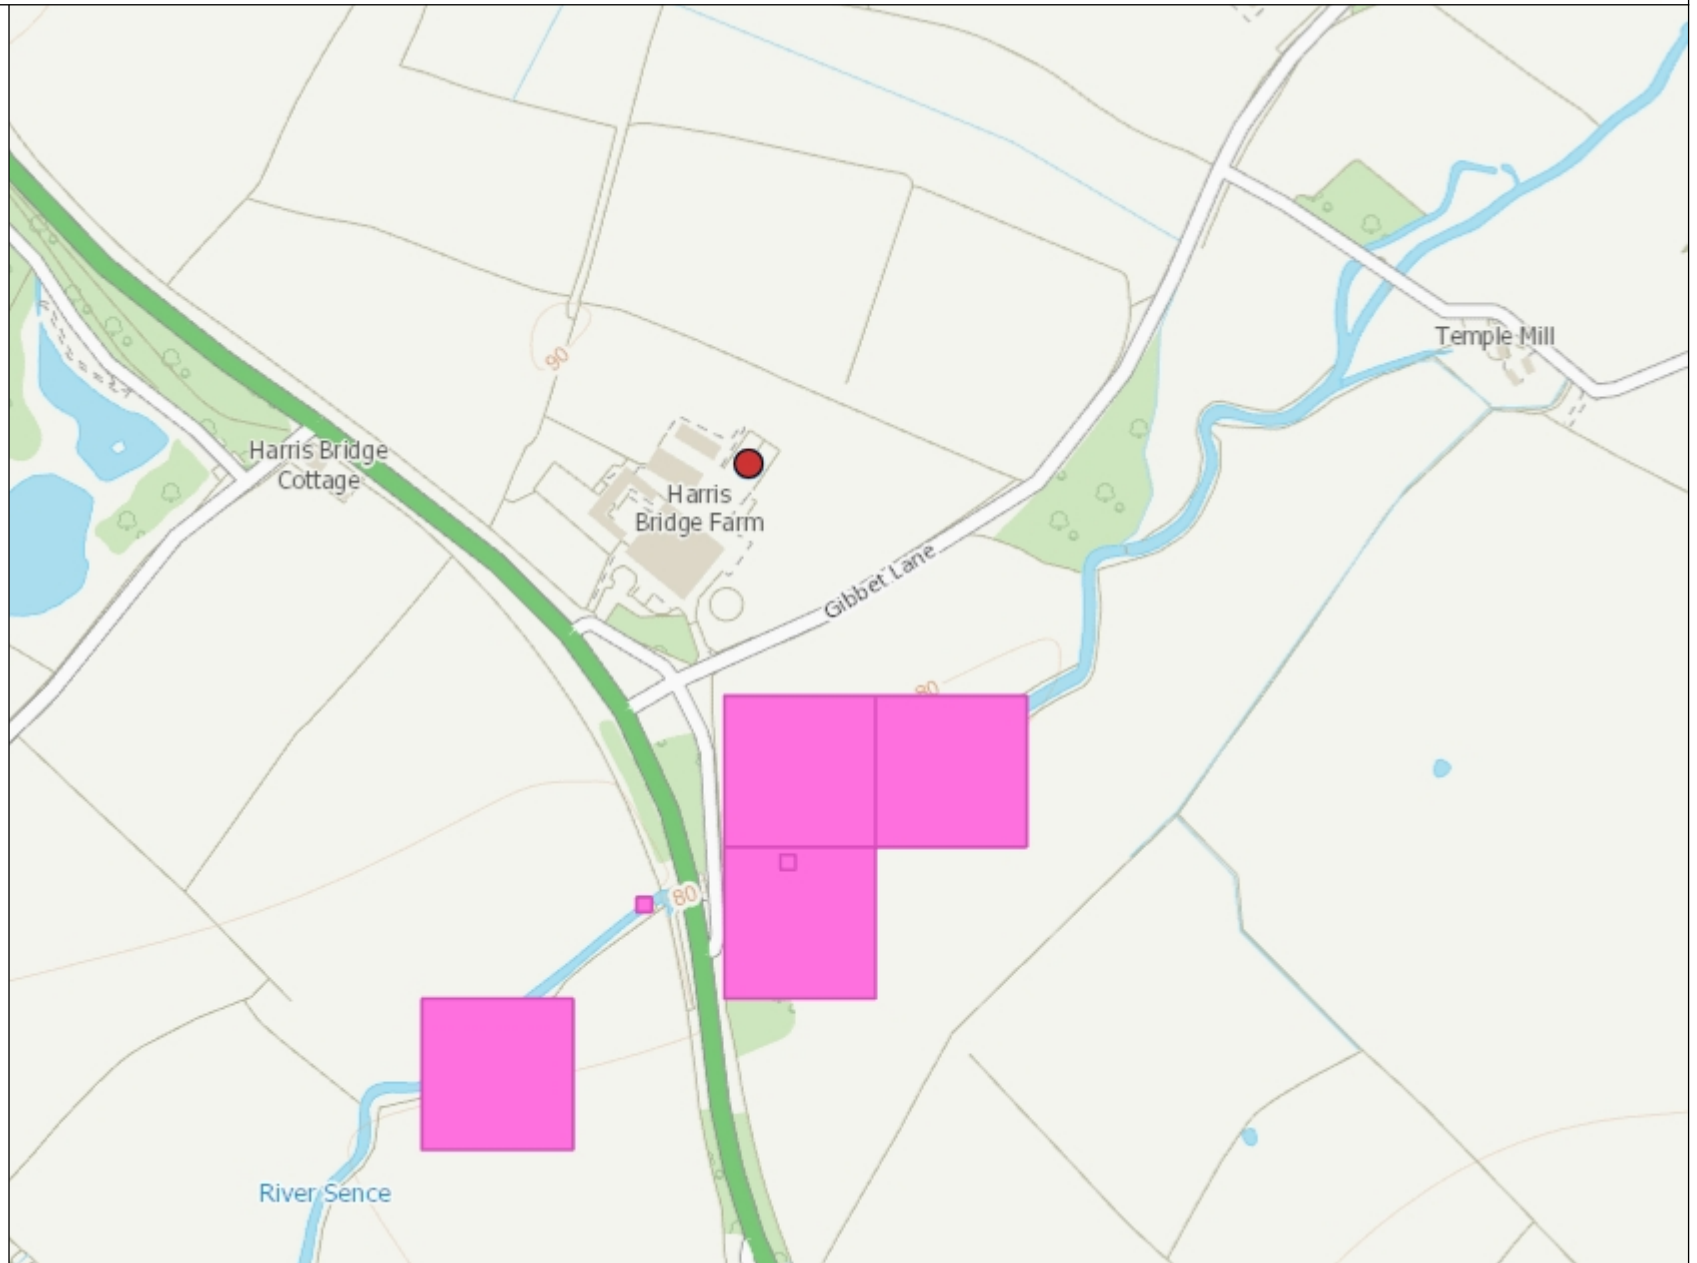 Temple Mill
90
Harris Bridge
Cottage
Harris
Bridge Farm
Gibbet Lane
80
80
River Sence